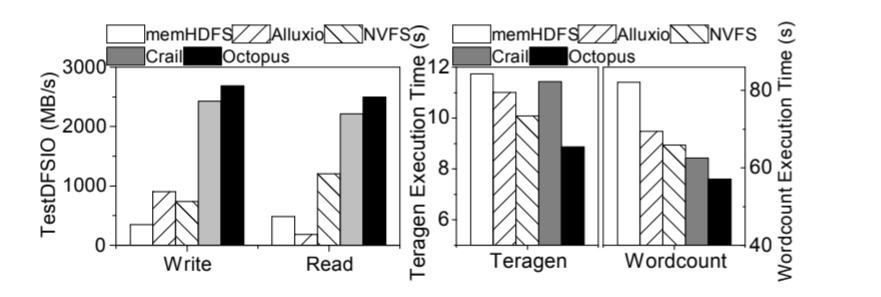 memHDFS Alluxio NVFS
Crail Octopus
TestDFSIO (MB/s)
3000
2000
1000
0
Write Read
memHDFS Alluxio NVFS
Crail Octopus
Teragen Execution Time (s)
12
10
8
6
Teragen Wordcount
80
60
40
Wordcount Execution Time (s)